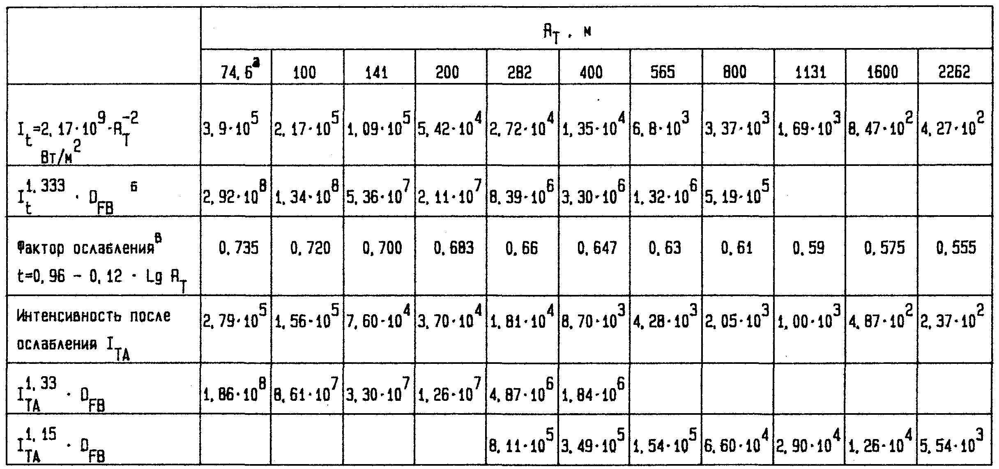 R_T, м
74,6^а 100 141 200 282 400 565 800 1131 1600 2262
I_t=2,17·10^9·R_T^-2 3,9·10^5 2,17·10^5 1,09·10^5 5,42·10^4 2,72·10^4 1,35·10^4 6,8·10^3 3,37·10^3 1,69·10^3 8,47·10^2 4,27·10^2
Вт/м^2
I_t^1,333 · D_FB ^б 2,92·10^8 1,34·10^8 5,36·10^7 2,11·10^7 8,39·10^6 3,30·10^6 1,32·10^6 5,19·10^5
Фактор ослабления^в 0,735 0,720 0,700 0,683 0,66 0,647 0,63 0,61 0,59 0,575 0,555
t=0,96 - 0,12 · Lg R_T
Интенсивность после 2,79·10^5 1,56·10^5 7,60·10^4 3,70·10^4 1,81·10^4 8,70·10^3 4,28·10^3 2,05·10^3 1,00·10^3 4,87·10^2 2,37·10^2
ослабления I_TA
I_TA^1,33 · D_FB 1,86·10^8 8,61·10^7 3,30·10^7 1,26·10^7 4,87·10^6 1,84·10^6
I_TA^1,15 · D_FB 8,11·10^5 3,49·10^5 1,54·10^5 6,60·10^4 2,90·10^4 1,26·10^4 5,54·10^3